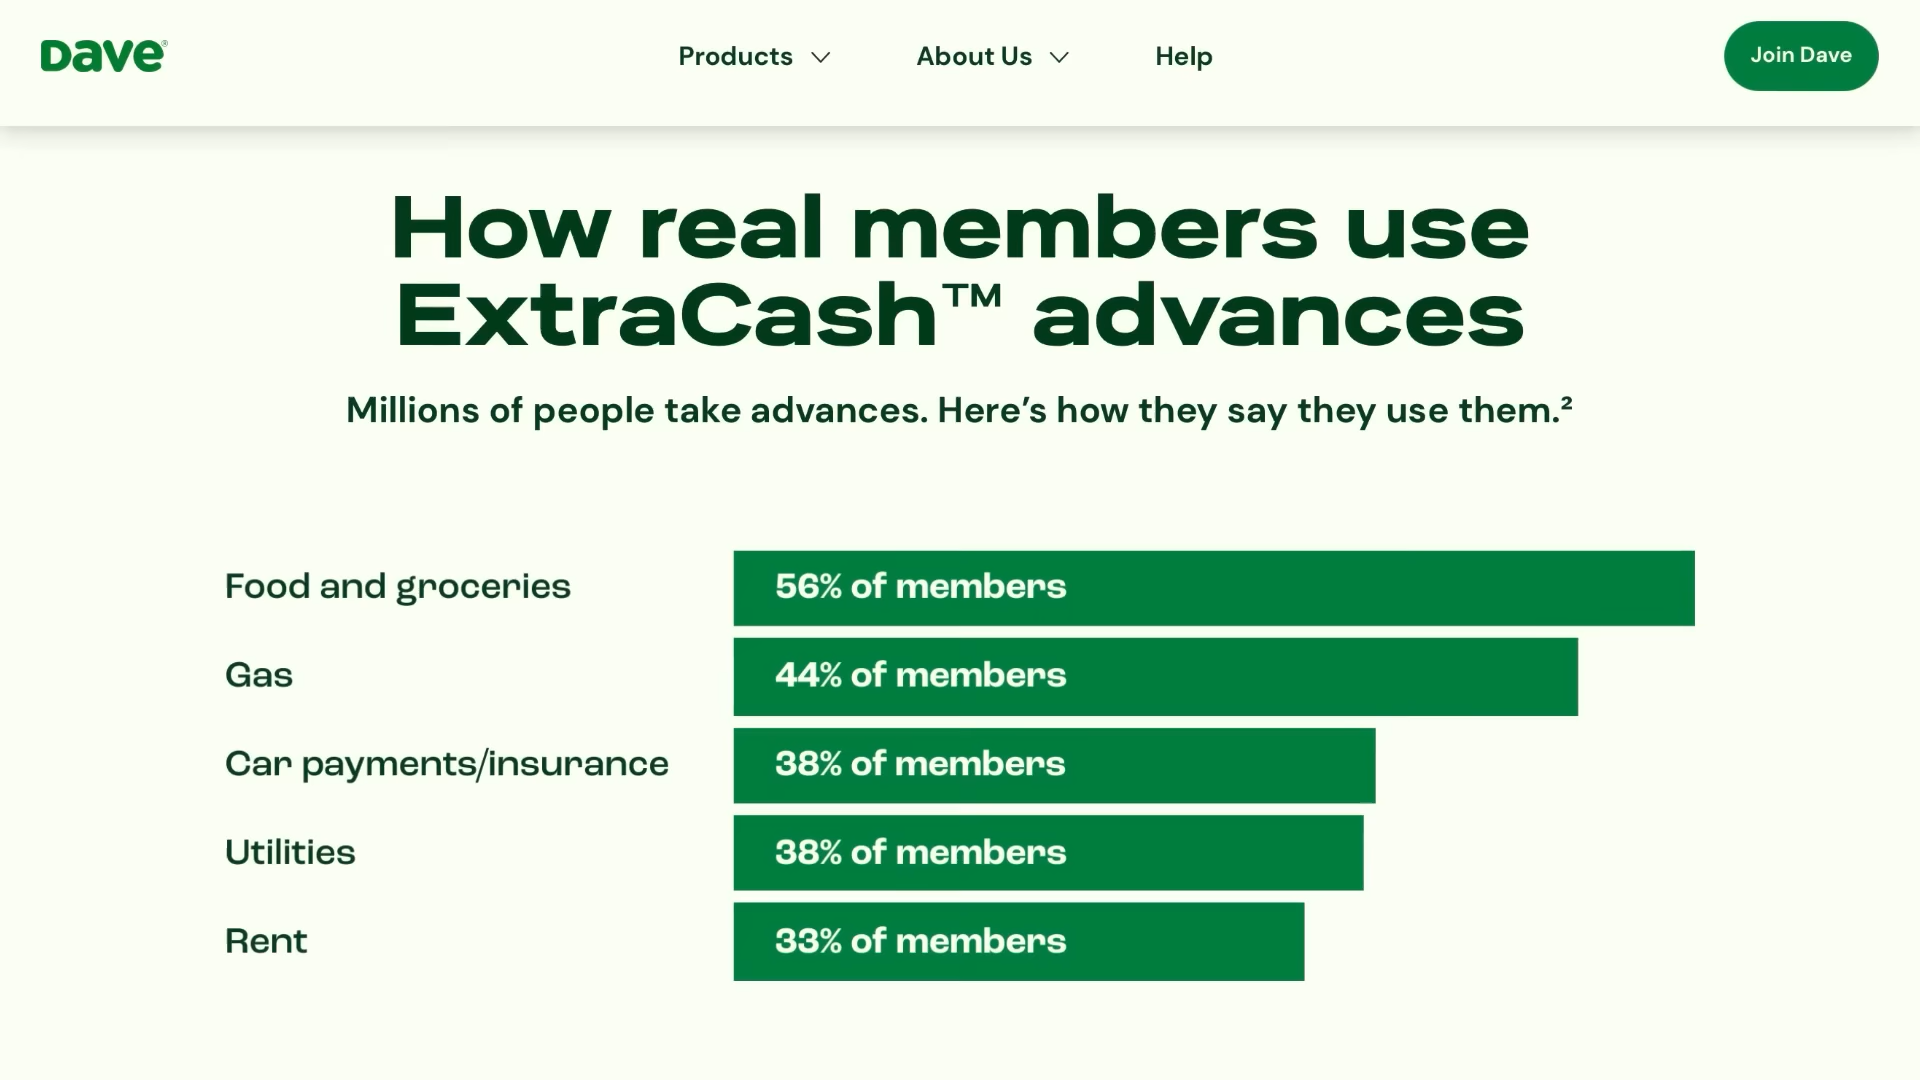 Dave®
Products
About Us
Help
Join Dave
How real members use
ExtraCash™ advances
Millions of people take advances. Here’s how they say they use them.²
Food and groceries
56% of members
Gas
44% of members
Car payments/insurance
38% of members
Utilities
38% of members
Rent
33% of members